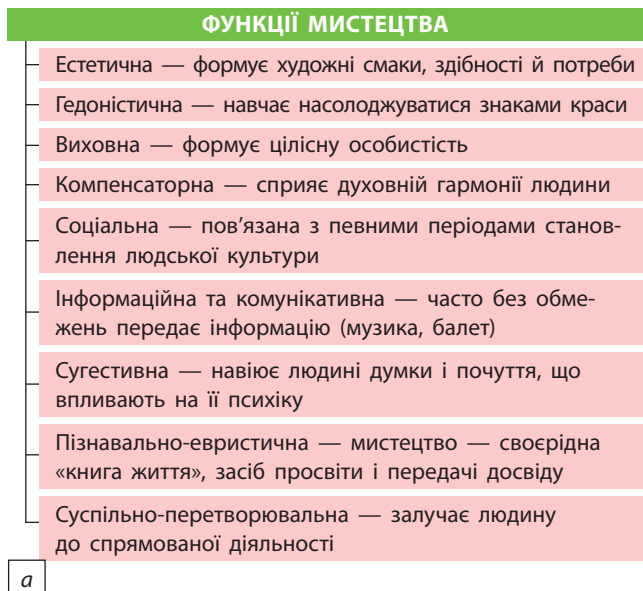 ФУНКЦІЇ МИСТЕЦТВА
Естетична — формує художні смаки, здібності й потреби
Гедоністична — навчає насолоджуватися знаками краси
Виховна — формує цілісну особистість
Компенсаторна — сприяє духовній гармонії людини
Соціальна — пов’язана з певними періодами станов-
лення людської культури
Інформаційна та комунікативна — часто без обме-
жень передає інформацію (музика, балет)
Сугестивна — навіює людині думки і почуття, що
впливають на її психіку
Пізнавально-евристична — мистецтво — своєрідна
«книга життя», засіб просвіти і передачі досвіду
Суспільно-перетворювальна — залучає людину
до спрямованої діяльності
а